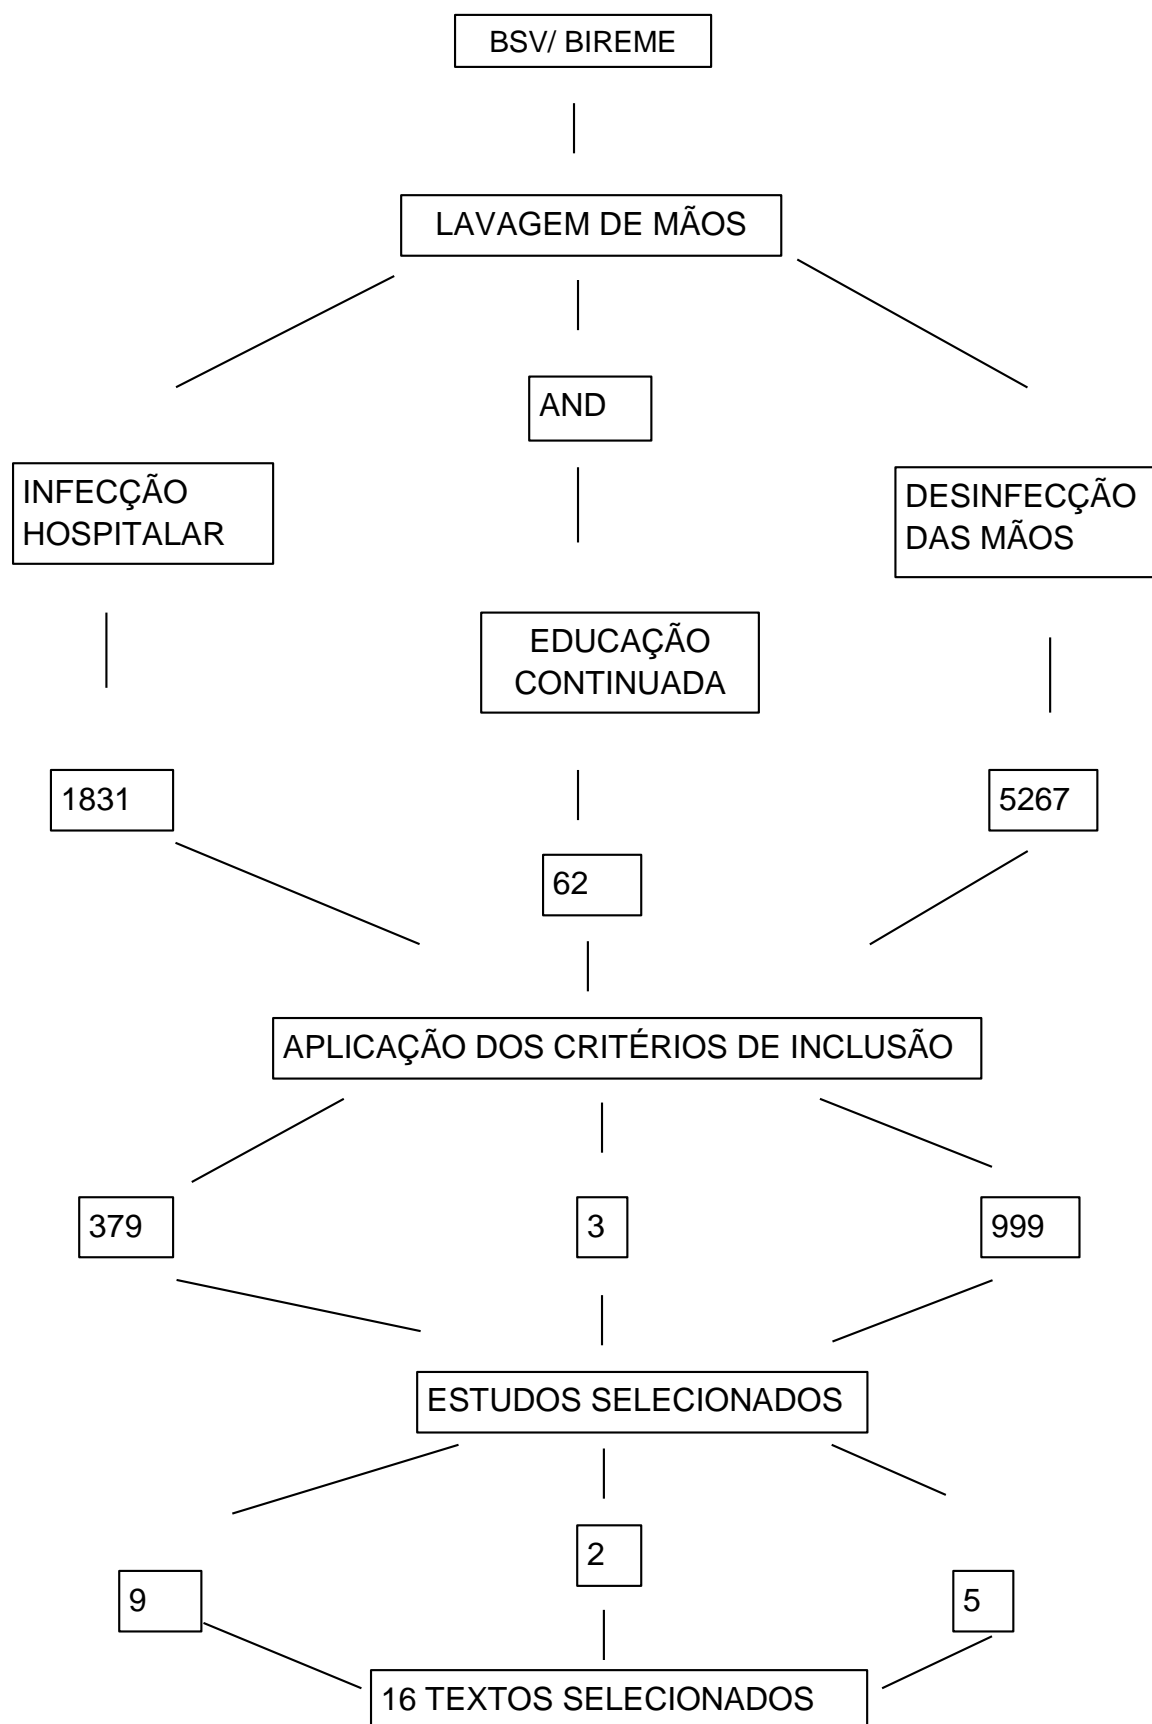 BSV/ BIREME
LAVAGEM DE MÃOS
AND
INFECÇÃO
HOSPITALAR
DESINFECÇÃO
DAS MÃOS
EDUCAÇÃO
CONTINUADA
1831
5267
62
APLICAÇÃO DOS CRITÉRIOS DE INCLUSÃO
379
3
999
ESTUDOS SELECIONADOS
2
9
5
16 TEXTOS SELECIONADOS